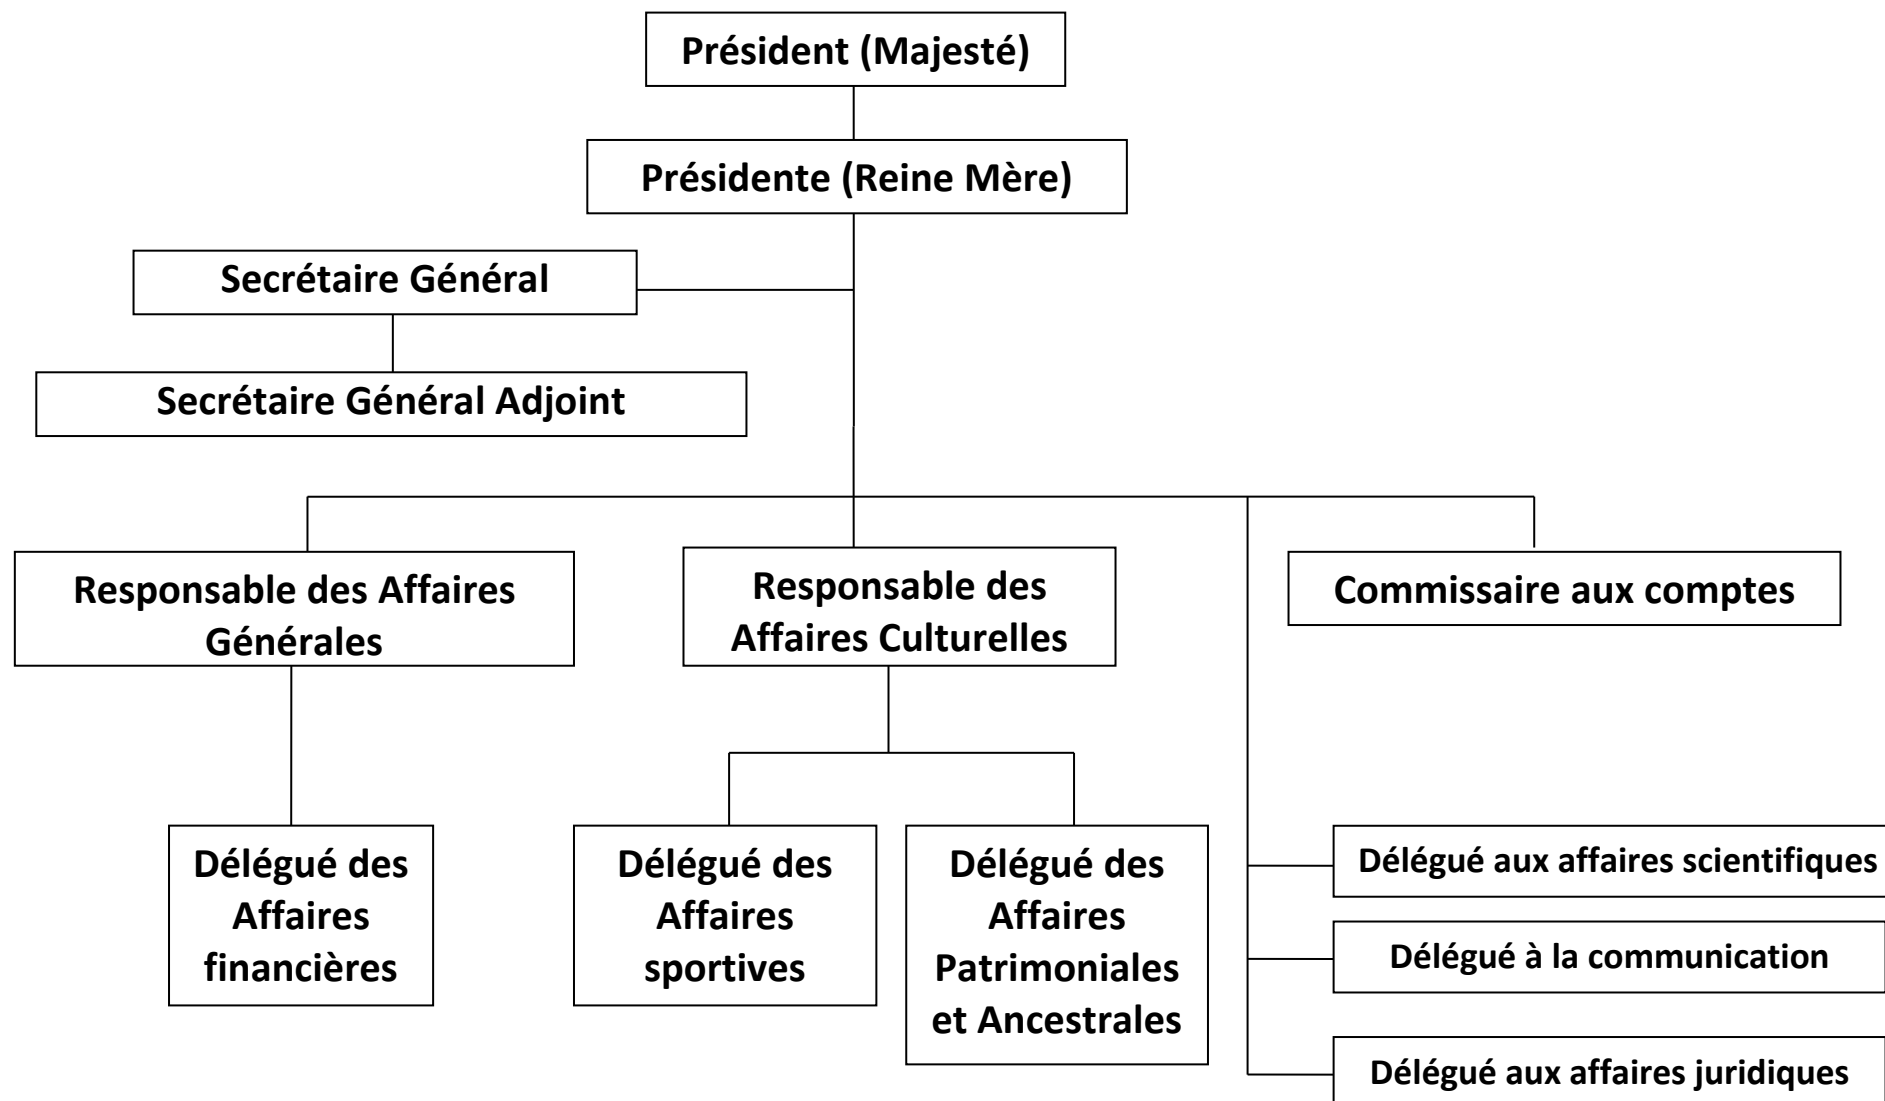 Président (Majesté)
Présidente (Reine Mère)
Secrétaire Général
Secrétaire Général Adjoint
Responsable des Affaires
Générales
Responsable des
Affaires Culturelles
Commissaire aux comptes
Délégué des
Affaires
financières
Délégué des
Affaires
sportives
Délégué des
Affaires
Patrimoniales
et Ancestrales
Délégué aux affaires scientifiques
Délégué à la communication
Délégué aux affaires juridiques